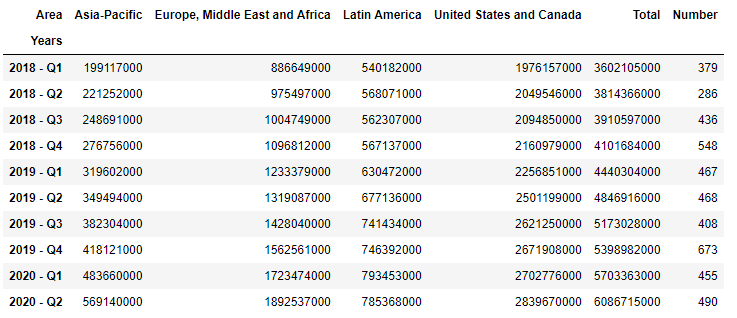 Area Asia-Pacific Europe, Middle East and Africa Latin America United States and Canada Total Number
Years
2018 - Q1 199117000 886649000 540182000 1976157000 3602105000 379
2018 - Q2 221252000 975497000 568071000 2049546000 3814366000 286
2018 - Q3 248691000 1004749000 562307000 2094850000 3910597000 436
2018 - Q4 276756000 1096812000 567137000 2160979000 4101684000 548
2019 - Q1 319602000 1233379000 630472000 2256851000 4440304000 467
2019 - Q2 349494000 1319087000 677136000 2501199000 4846916000 468
2019 - Q3 382304000 1428040000 741434000 2621250000 5173028000 408
2019 - Q4 418121000 1562561000 746392000 2671908000 5398982000 673
2020 - Q1 483660000 1723474000 793453000 2702776000 5703363000 455
2020 - Q2 569140000 1892537000 785368000 2839670000 6086715000 490